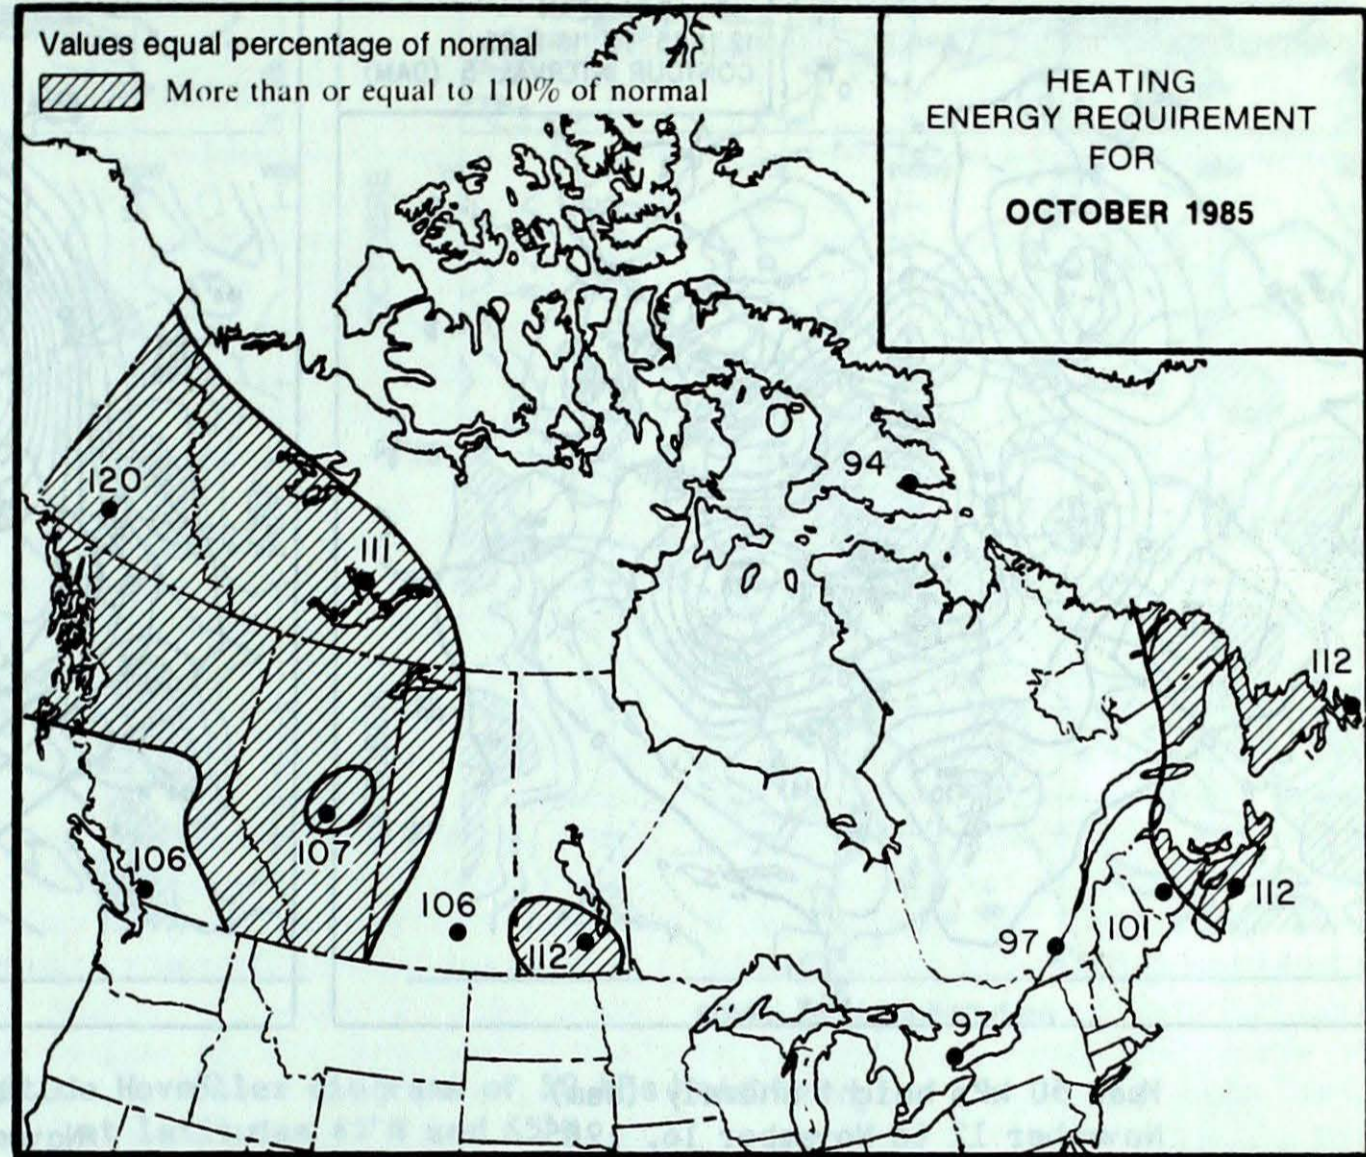 Values equal percentage of normal
More than or equal to 110% of normal
HEATING
ENERGY REQUIREMENT
FOR
OCTOBER 1985
120
94
111
112
107
106
106
112
112
101
97
97